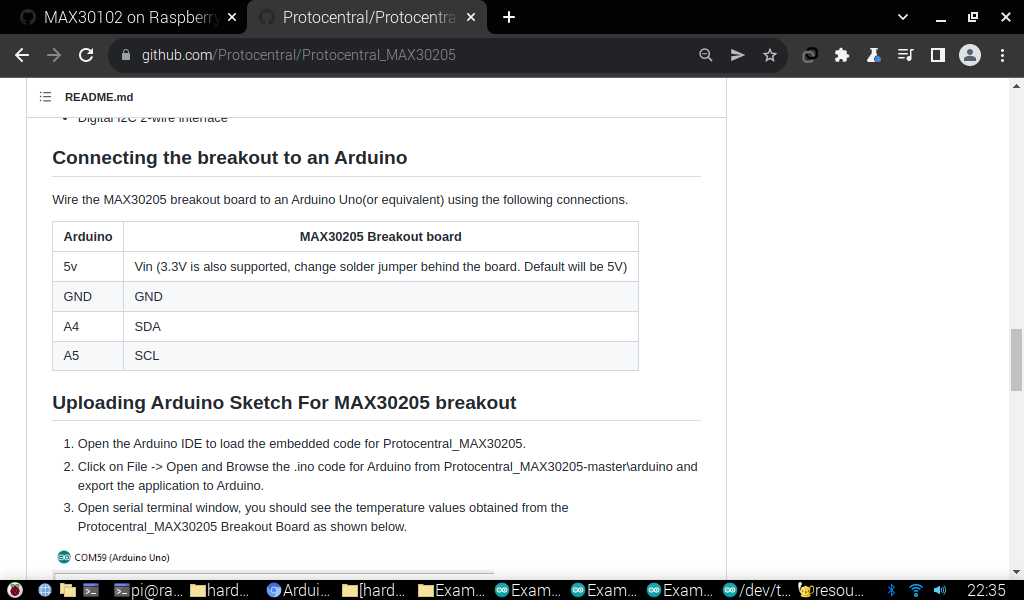 MAX30102 on Raspberry
Protocentral/Protocentra
github.com/Protocentral/Protocentral_MAX30205
README.md
Digital I2C 2-wire interface
Connecting the breakout to an Arduino
Wire the MAX30205 breakout board to an Arduino Uno(or equivalent) using the following connections.
Arduino MAX30205 Breakout board
5v Vin (3.3V is also supported, change solder jumper behind the board. Default will be 5V)
GND GND
A4 SDA
A5 SCL
Uploading Arduino Sketch For MAX30205 breakout
1. Open the Arduino IDE to load the embedded code for Protocentral_MAX30205.
2. Click on File -> Open and Browse the .ino code for Arduino from Protocentral_MAX30205-master\arduino and
export the application to Arduino.
3. Open serial terminal window, you should see the temperature values obtained from the
Protocentral_MAX30205 Breakout Board as shown below.
COM59 (Arduino Uno)
pi@ra... hard... Ardui... [hard... Exam... Exam... Exam... Exam... /dev/t... resou... 22:35